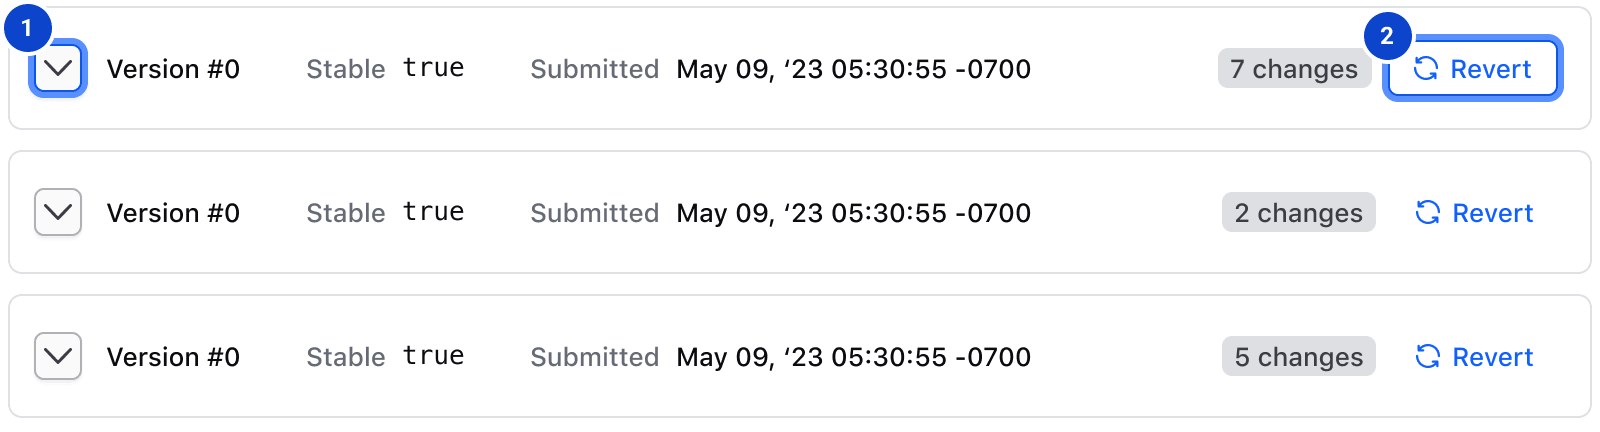 1
2
Version #0 Stable true Submitted May 09, ‘23 05:30:55 -0700 7 changes Revert
Version #0 Stable true Submitted May 09, ‘23 05:30:55 -0700 2 changes Revert
Version #0 Stable true Submitted May 09, ‘23 05:30:55 -0700 5 changes Revert